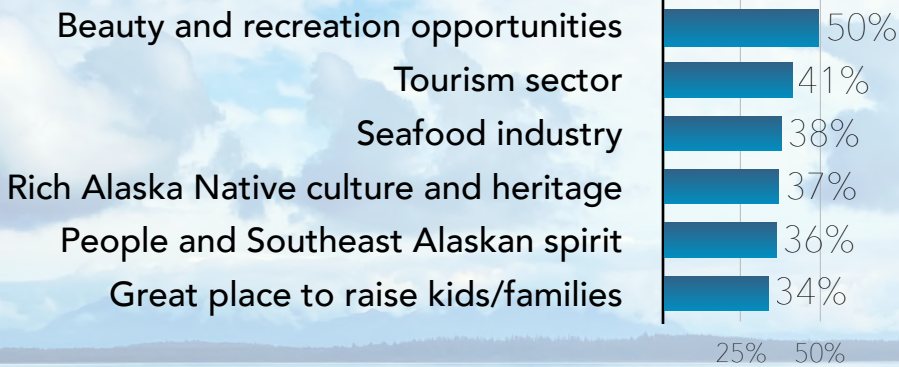 Beauty and recreation opportunities 50%
Tourism sector 41%
Seafood industry 38%
Rich Alaska Native culture and heritage 37%
People and Southeast Alaskan spirit 36%
Great place to raise kids/families 34%
25% 50%